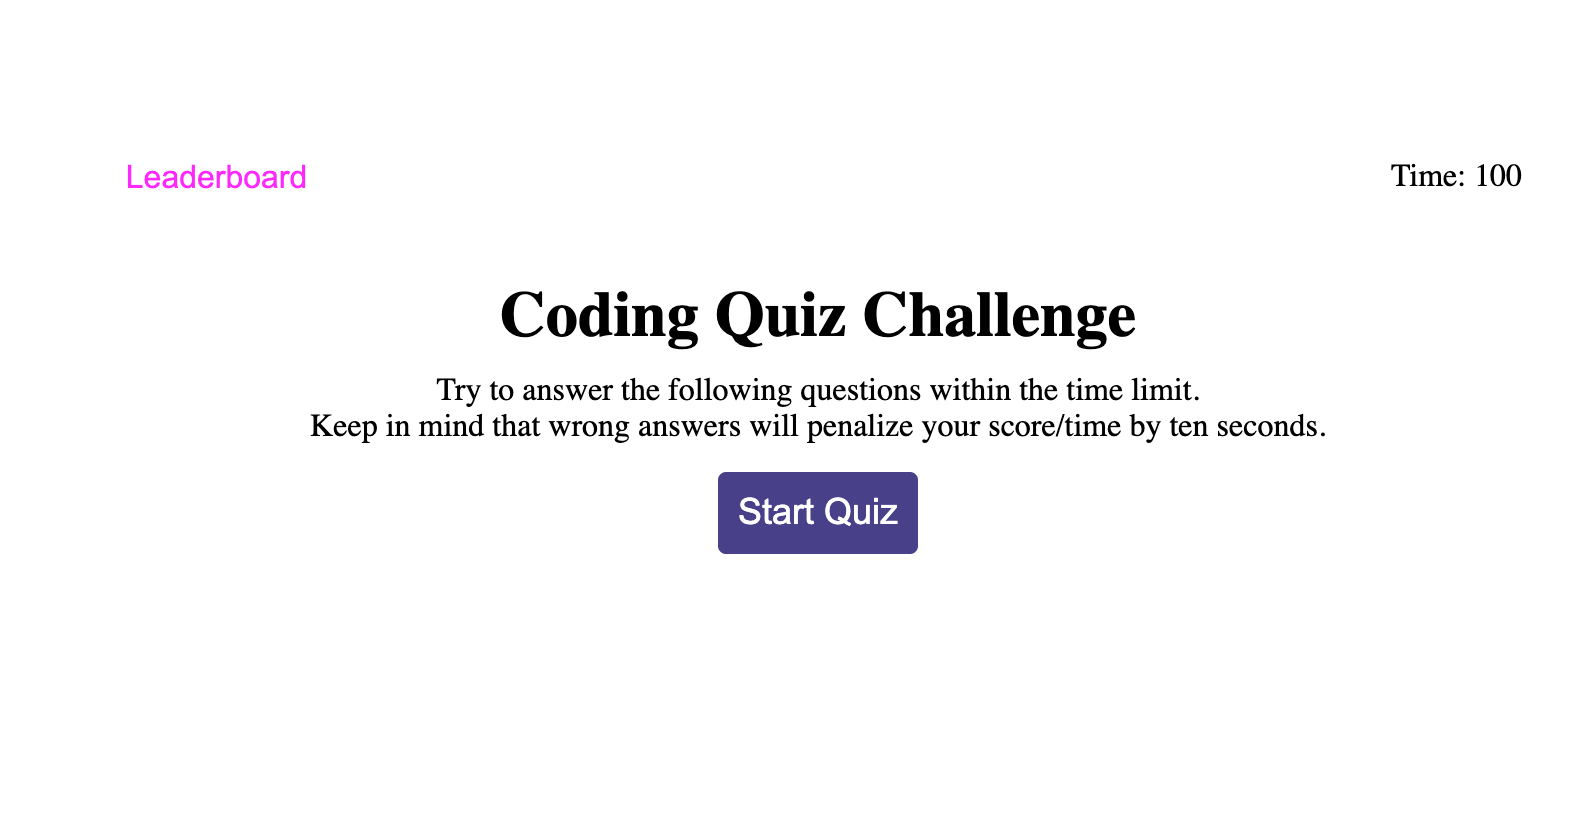 Leaderboard
Time: 100
Coding Quiz Challenge
Try to answer the following questions within the time limit.
Keep in mind that wrong answers will penalize your score/time by ten seconds.
Start Quiz